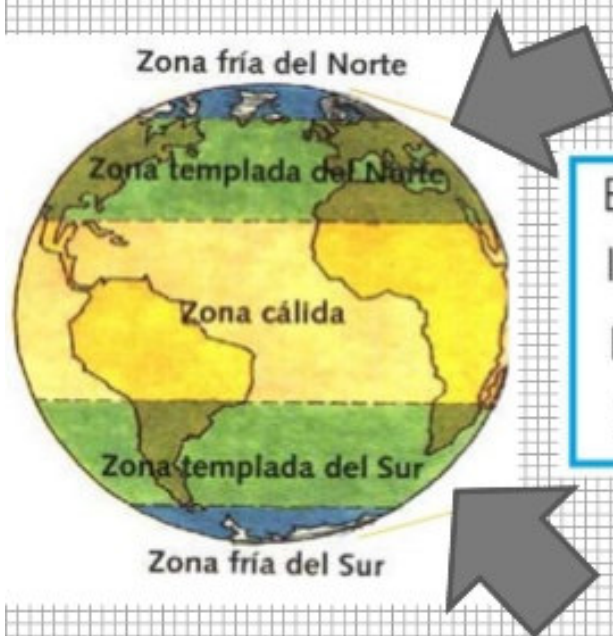 Zona fría del Norte
Zona templada del Norte
Zona cálida
Zona templada del Sur
Zona fría del Sur